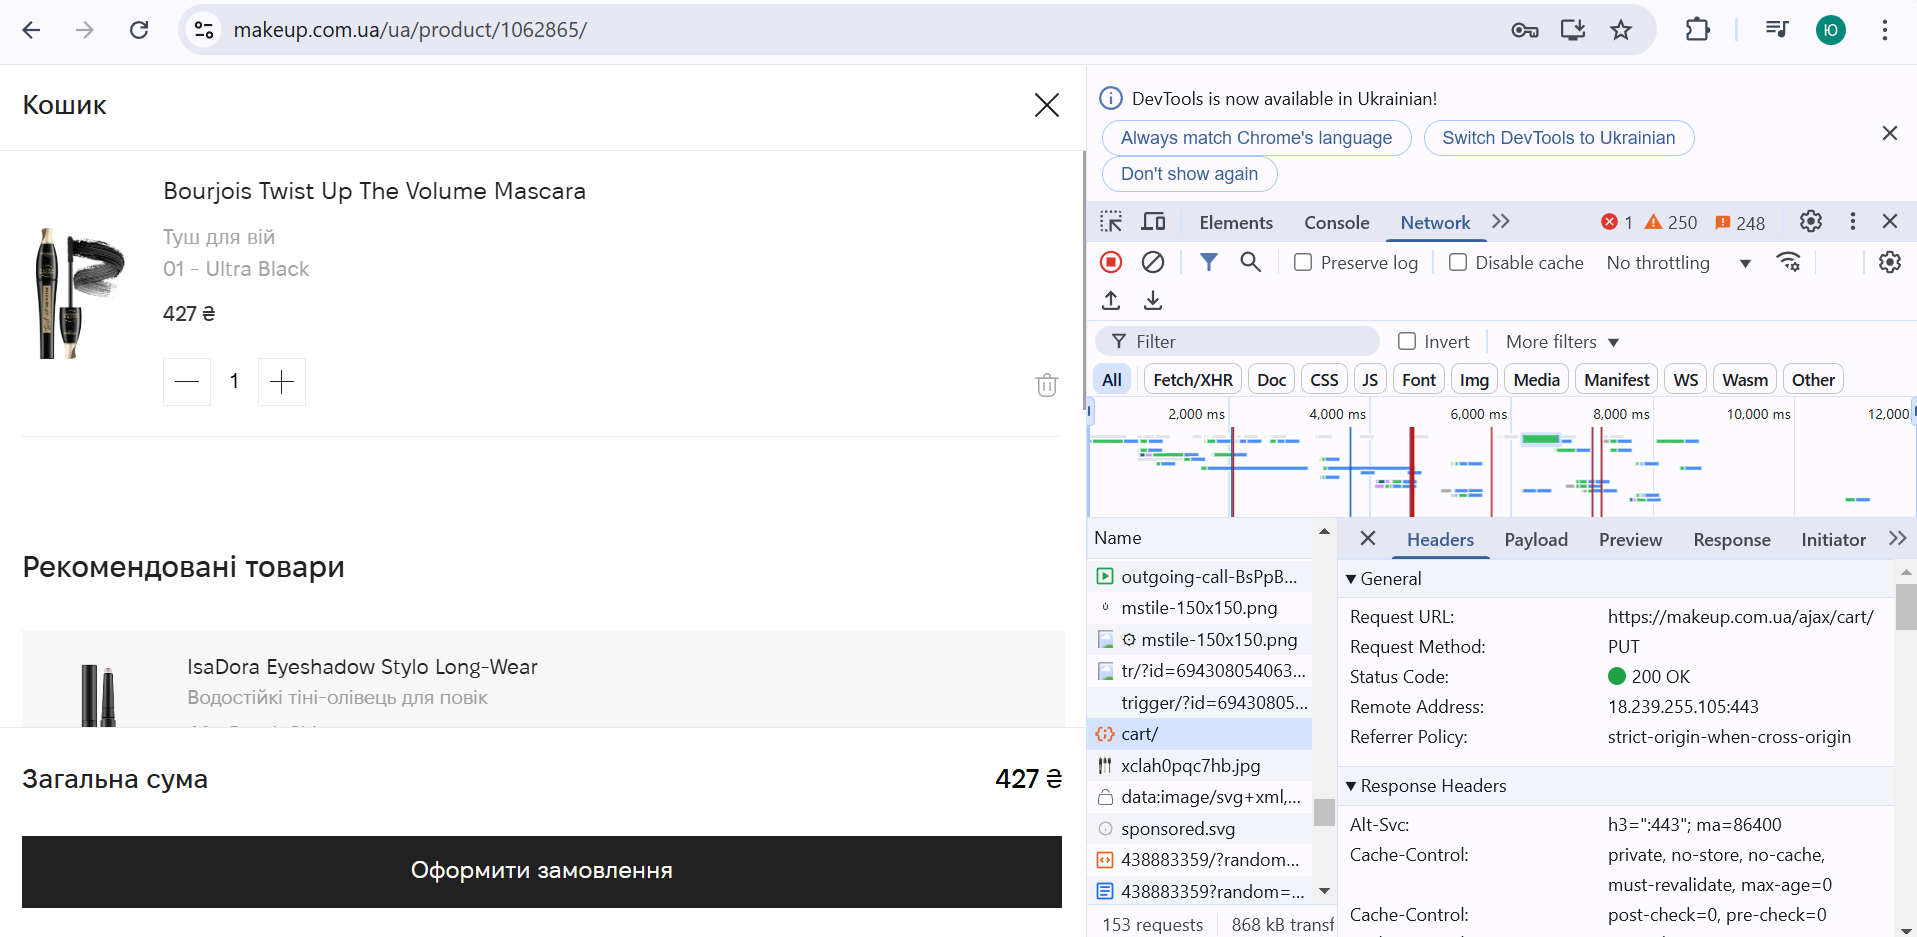 makeup.com.ua/ua/product/1062865/
Ю
Кошик
Bourjois Twist Up The Volume Mascara
Туш для вій
01 - Ultra Black
427 ₴
1
Рекомендовані товари
IsaDora Eyeshadow Stylo Long-Wear
Водостійкі тіні-олівець для повік
Загальна сума 427 ₴
Оформити замовлення
DevTools is now available in Ukrainian!
Always match Chrome's language Switch DevTools to Ukrainian
Don't show again
Elements Console Network 1 250 248
Preserve log Disable cache No throttling
Filter Invert More filters
All Fetch/XHR Doc CSS JS Font Img Media Manifest WS Wasm Other
2,000 ms 4,000 ms 6,000 ms 8,000 ms 10,000 ms 12,000
Name
outgoing-call-BsPpB...
mstile-150x150.png
mstile-150x150.png
tr/?id=694308054063...
trigger/?id=69430805...
cart/
xclah0pqc7hb.jpg
data:image/svg+xml,...
sponsored.svg
438883359/?random...
438883359?random=...
153 requests 868 kB transf
Headers Payload Preview Response Initiator
General
Request URL: https://makeup.com.ua/ajax/cart/
Request Method: PUT
Status Code: 200 OK
Remote Address: 18.239.255.105:443
Referrer Policy: strict-origin-when-cross-origin
Response Headers
Alt-Svc: h3=":443"; ma=86400
Cache-Control: private, no-store, no-cache,
must-revalidate, max-age=0
Cache-Control: post-check=0, pre-check=0